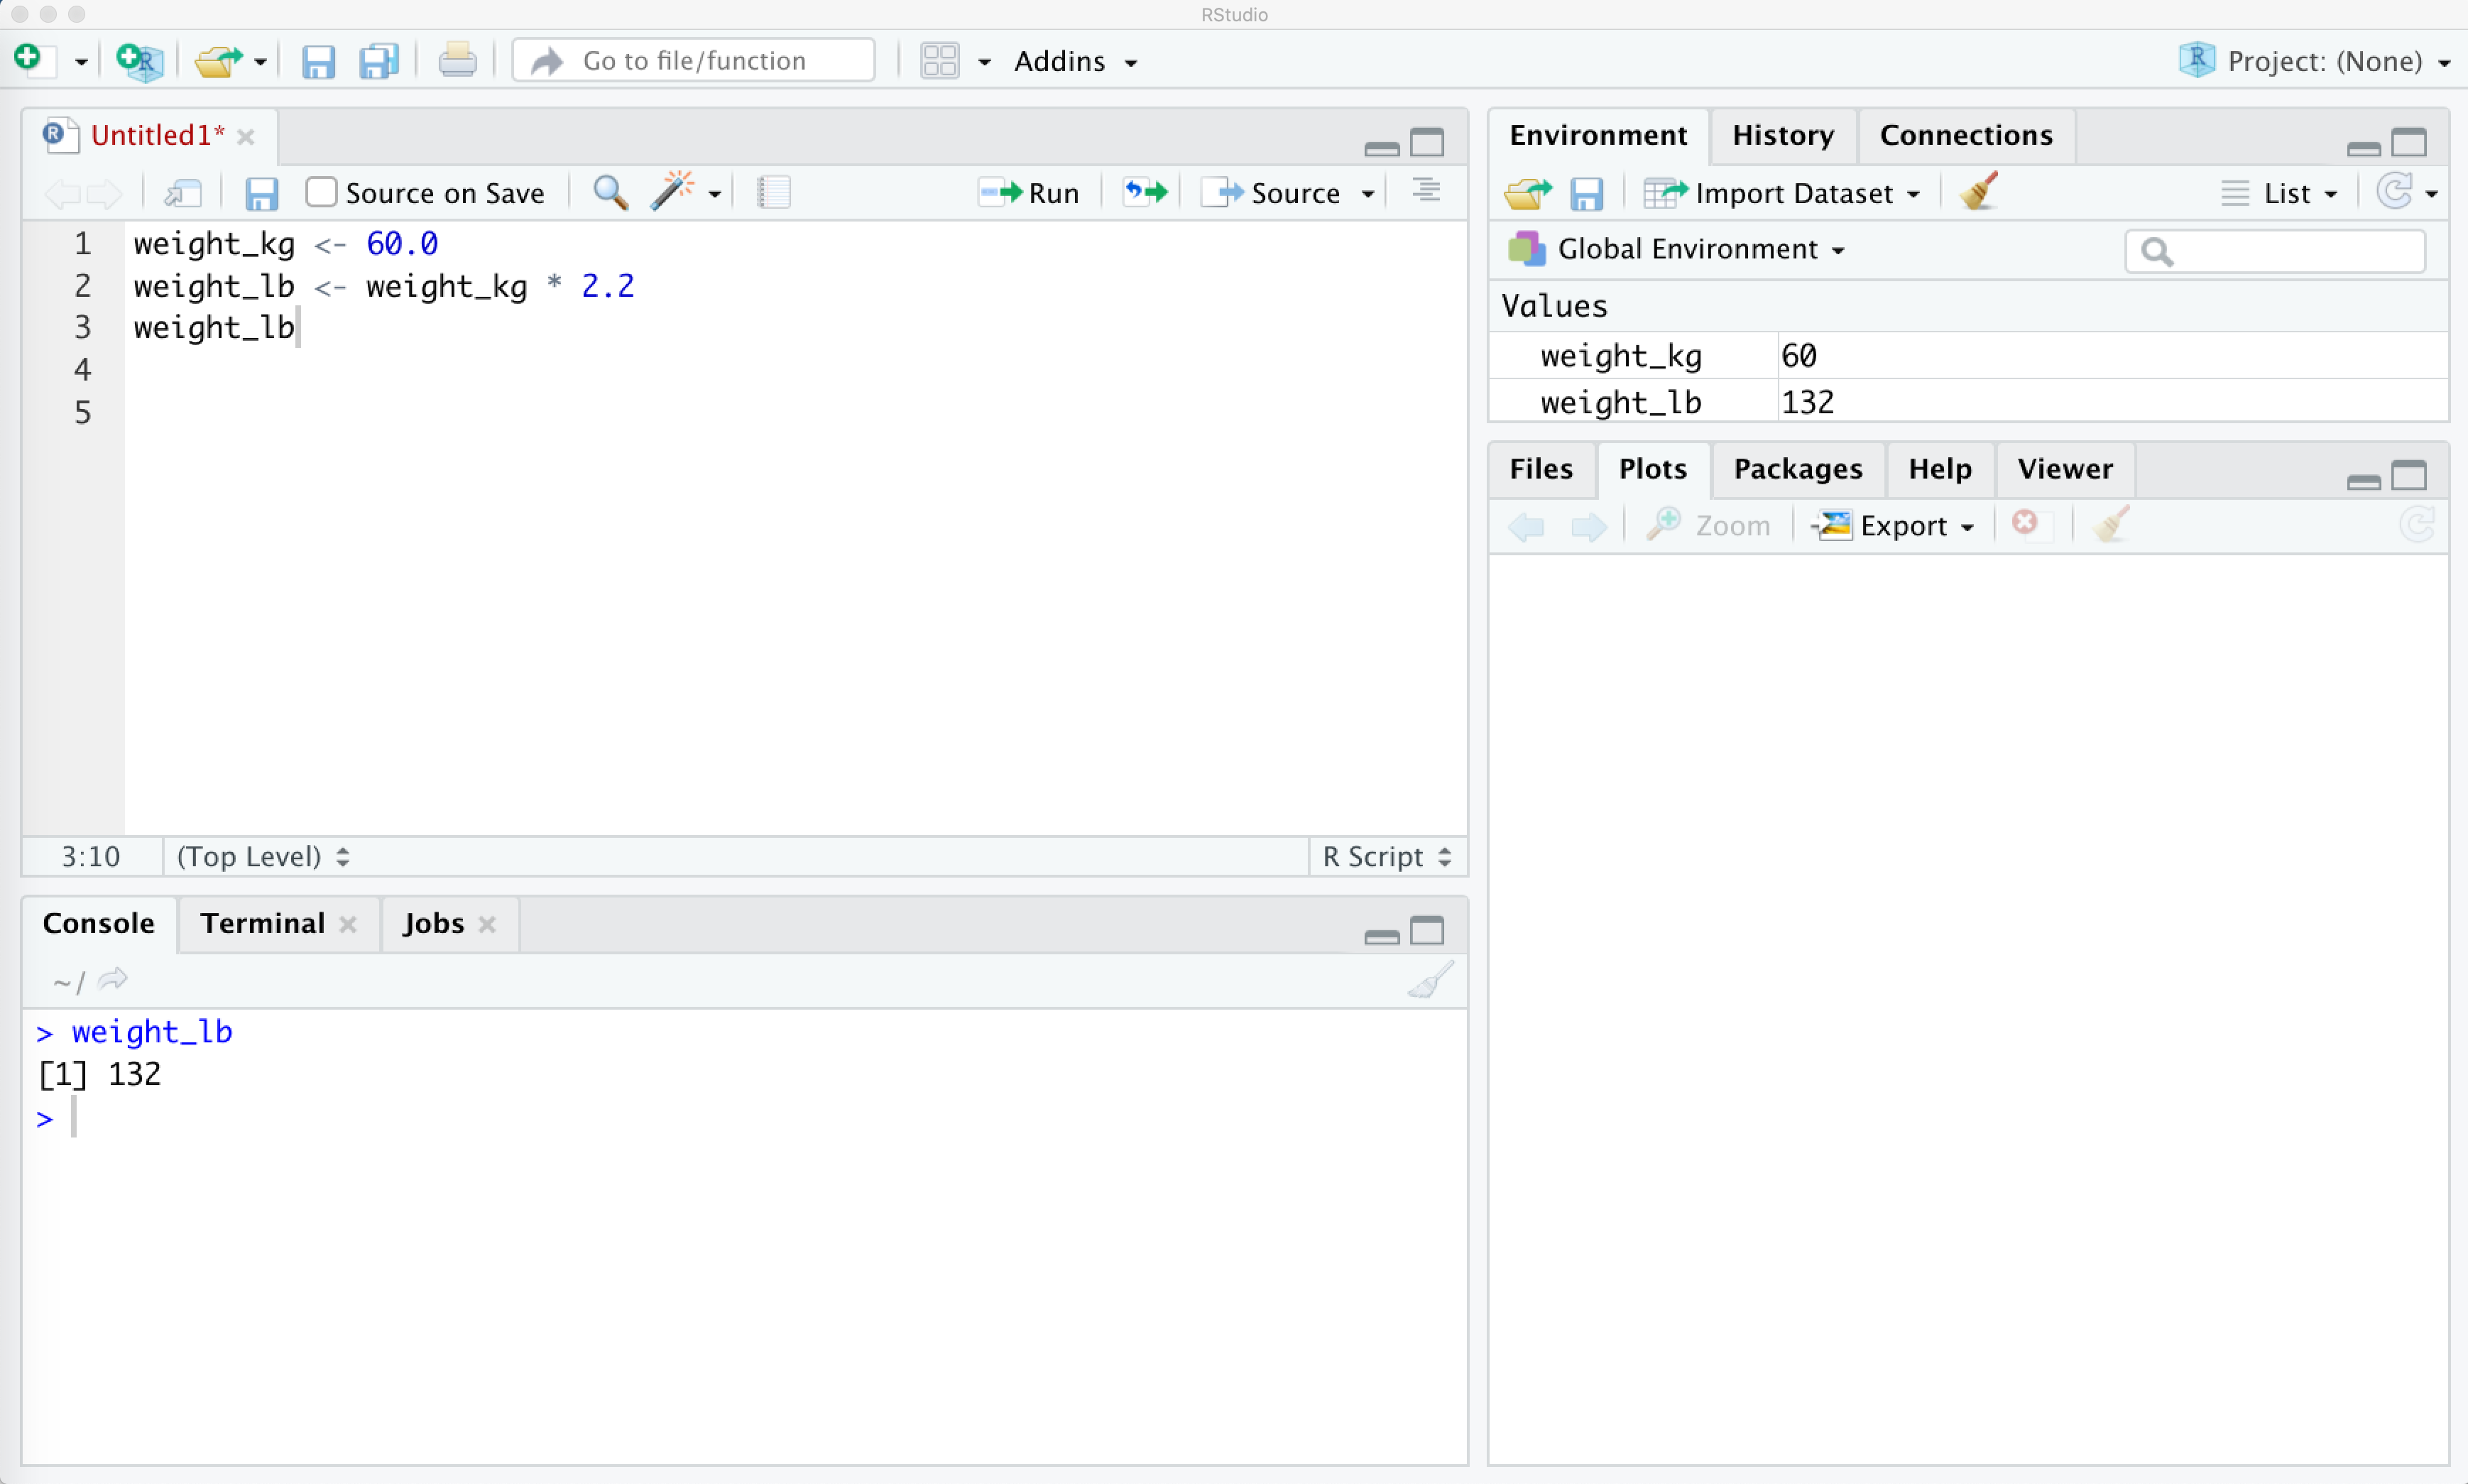 RStudio
Go to file/function Addins Project: (None)
Untitled1*
Source on Save Run Source
1 weight_kg <- 60.0
2 weight_lb <- weight_kg * 2.2
3 weight_lb
4
5
3:10 (Top Level) R Script
Console Terminal Jobs
~/
> weight_lb
[1] 132
>
Environment History Connections
Import Dataset List
Global Environment
Values
weight_kg 60
weight_lb 132
Files Plots Packages Help Viewer
Zoom Export